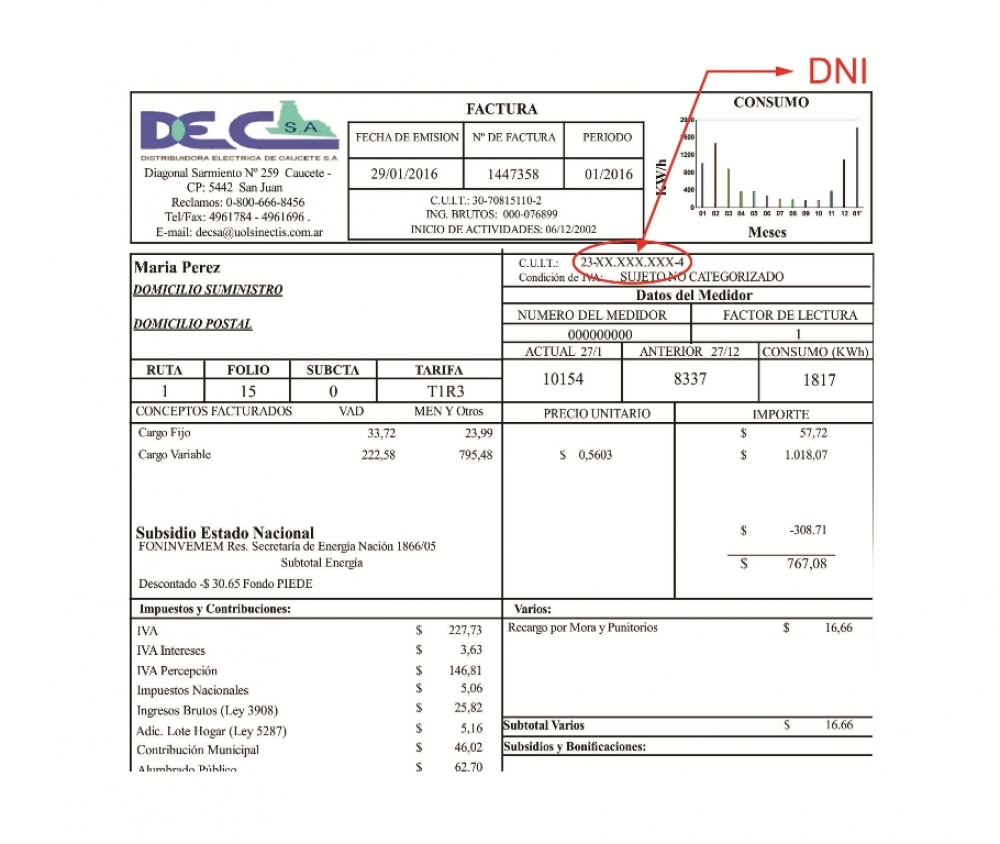 DNI
DEC S.A.
DISTRIBUIDORA ELECTRICA DE CAUCETE S.A
Diagonal Sarmiento Nº 259 Caucete -
CP: 5442 San Juan
Reclamos: 0-800-666-8456
Tel/Fax: 4961784 - 4961696 .
E-mail: decsa@uolsinectis.com.ar
FACTURA
FECHA DE EMISION Nº DE FACTURA PERIODO
29/01/2016 1447358 01/2016
C.U.I.T.: 30-70815110-2
ING. BRUTOS: 000-076899
INICIO DE ACTIVIDADES: 06/12/2002
CONSUMO
KW/h
1600
1200
800
400
0
01 02 03 04 05 06 07 08 09 10 11 12 01'
Meses
Maria Perez
DOMICILIO SUMINISTRO
DOMICILIO POSTAL
C.U.I.T.: 23-XX.XXX.XXX-4
Condición de IVA: SUJETO NO CATEGORIZADO
Datos del Medidor
NUMERO DEL MEDIDOR FACTOR DE LECTURA
000000000 1
ACTUAL 27/1 ANTERIOR 27/12 CONSUMO (KWh)
10154 8337 1817
RUTA FOLIO SUBCTA TARIFA
1 15 0 T1R3
CONCEPTOS FACTURADOS VAD MEN Y Otros PRECIO UNITARIO IMPORTE
Cargo Fijo 33,72 23,99 $ 57,72
Cargo Variable 222,58 795,48 $ 0,5603 $ 1.018,07
Subsidio Estado Nacional $ -308.71
FONINVEMEM Res. Secretaría de Energía Nación 1866/05
Subtotal Energía $ 767,08
Descontado -$ 30.65 Fondo PIEDE
Impuestos y Contribuciones:
IVA $ 227,73
IVA Intereses $ 3,63
IVA Percepción $ 146,81
Impuestos Nacionales $ 5,06
Ingresos Brutos (Ley 3908) $ 25,82
Adic. Lote Hogar (Ley 5287) $ 5,16
Contribución Municipal $ 46,02
Alumbrado Público $ 62.70
Varios:
Recargo por Mora y Punitorios $ 16,66
Subtotal Varios $ 16.66
Subsidios y Bonificaciones: